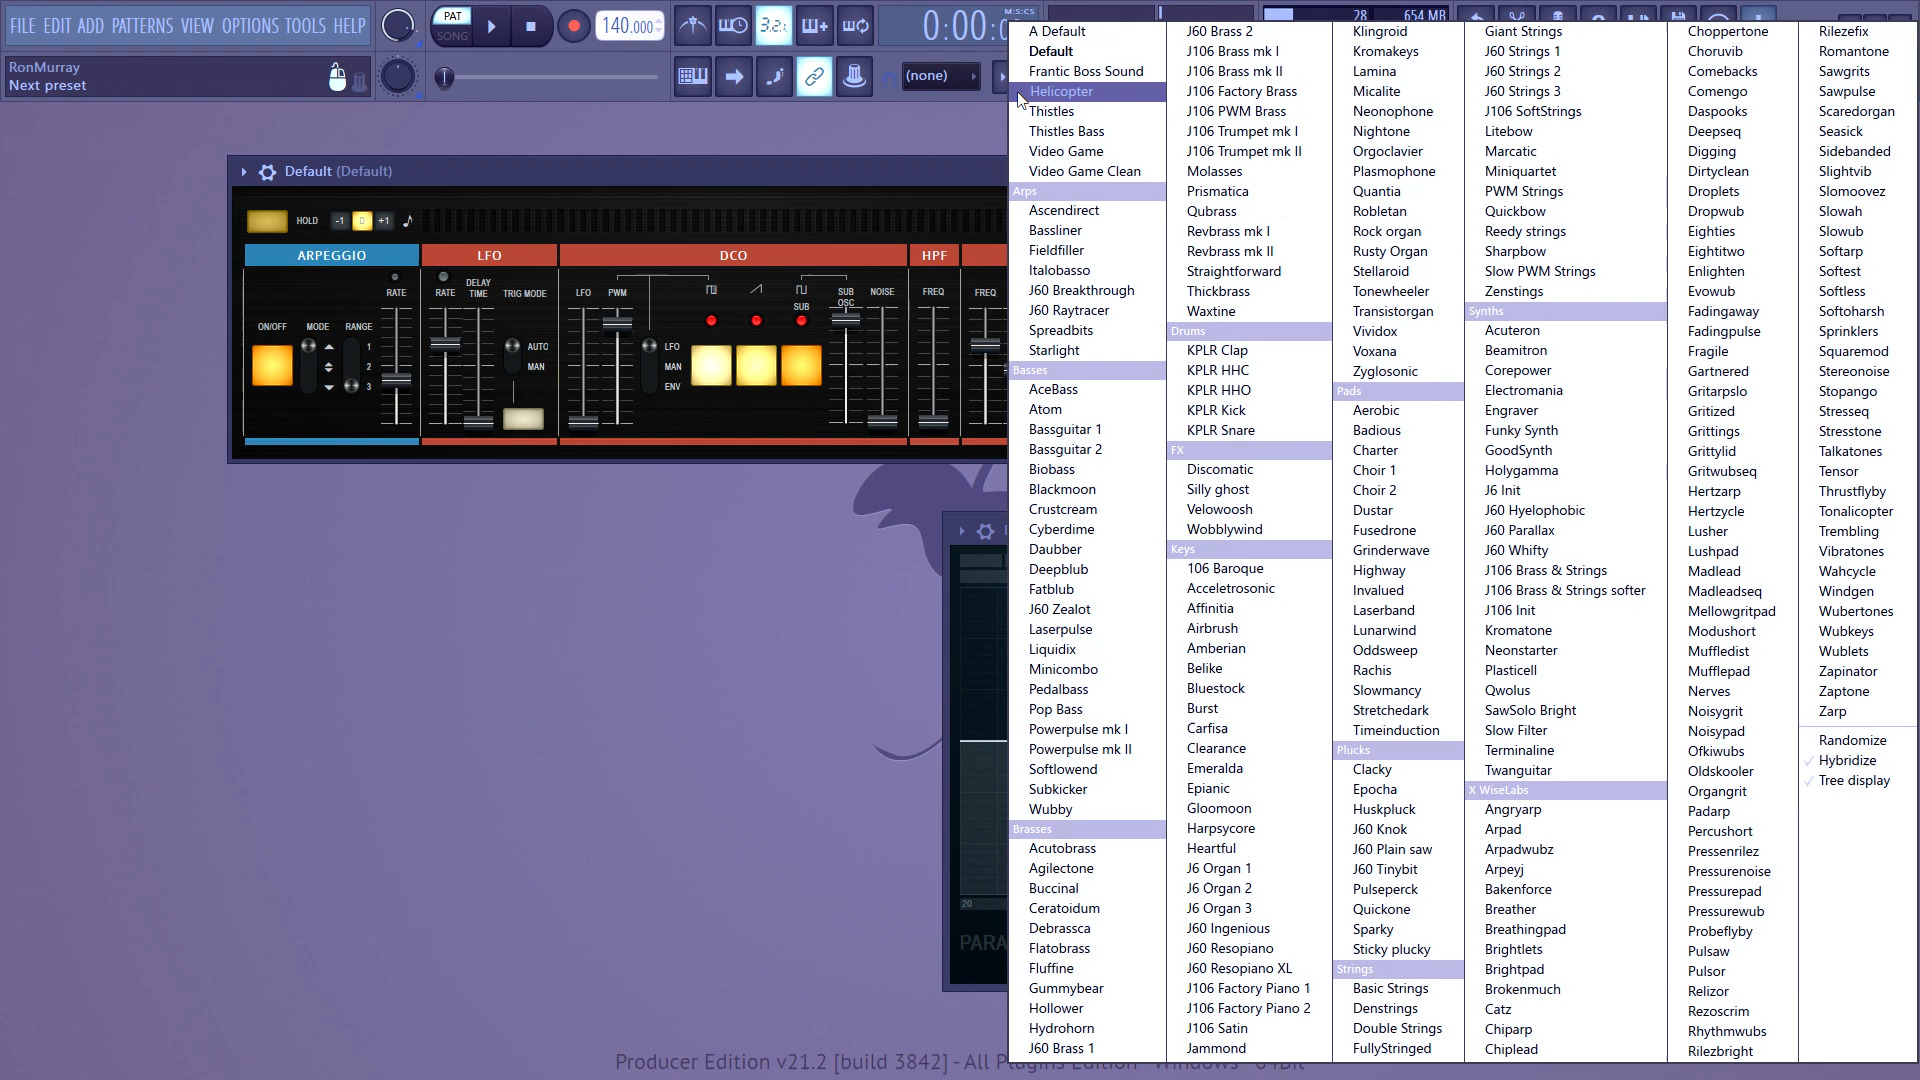 FILE EDIT ADD PATTERNS VIEW OPTIONS TOOLS HELP
PAT
SONG
140.000
3.2.
0:00:
M:S:CS
28
654 MB
RonMurray
Next preset
(none)
Default (Default)
HOLD
-1
0
+1
ARPEGGIO
LFO
DCO
HPF
RATE
RATE
DELAY
TIME
TRIG MODE
LFO
PWM
SUB
SUB
OSC
NOISE
FREQ
FREQ
ON/OFF
MODE
RANGE
1
2
3
AUTO
MAN
LFO
MAN
ENV
20
PARA
Producer Edition v21.2 [build 3842] - All Plugins Edition - Windows - 64Bit
A Default
Default
Frantic Boss Sound
Helicopter
Thistles
Thistles Bass
Video Game
Video Game Clean
Arps
Ascendirect
Bassliner
Fieldfiller
Italobasso
J60 Breakthrough
J60 Raytracer
Spreadbits
Starlight
Basses
AceBass
Atom
Bassguitar 1
Bassguitar 2
Biobass
Blackmoon
Crustcream
Cyberdime
Daubber
Deepblub
Fatblub
J60 Zealot
Laserpulse
Liquidix
Minicombo
Pedalbass
Pop Bass
Powerpulse mk I
Powerpulse mk II
Softlowend
Subkicker
Wubby
Brasses
Acutobrass
Agilectone
Buccinal
Ceratoidum
Debrassca
Flatobrass
Fluffine
Gummybear
Hollower
Hydrohorn
J60 Brass 1
J60 Brass 2
J106 Brass mk I
J106 Brass mk II
J106 Factory Brass
J106 PWM Brass
J106 Trumpet mk I
J106 Trumpet mk II
Molasses
Prismatica
Qubrass
Revbrass mk I
Revbrass mk II
Straightforward
Thickbrass
Waxtine
Drums
KPLR Clap
KPLR HHC
KPLR HHO
KPLR Kick
KPLR Snare
FX
Discomatic
Silly ghost
Velowoosh
Wobblywind
Keys
106 Baroque
Acceletrosonic
Affinitia
Airbrush
Amberian
Belike
Bluestock
Burst
Carfisa
Clearance
Emeralda
Epianic
Gloomoon
Harpsycore
Heartful
J6 Organ 1
J6 Organ 2
J6 Organ 3
J60 Ingenious
J60 Resopiano
J60 Resopiano XL
J106 Factory Piano 1
J106 Factory Piano 2
J106 Satin
Jammond
Klingroid
Kromakeys
Lamina
Micalite
Neonophone
Nightone
Orgoclavier
Plasmophone
Quantia
Robletan
Rock organ
Rusty Organ
Stellaroid
Tonewheeler
Transistorgan
Vividox
Voxana
Zyglosonic
Pads
Aerobic
Badious
Charter
Choir 1
Choir 2
Dustar
Fusedrone
Grinderwave
Highway
Invalued
Laserband
Lunarwind
Oddsweep
Rachis
Slowmancy
Stretchedark
Timeinduction
Plucks
Clacky
Epocha
Huskpluck
J60 Knok
J60 Plain saw
J60 Tinybit
Pulseperck
Quickone
Sparky
Sticky plucky
Strings
Basic Strings
Denstrings
Double Strings
FullyStringed
Giant Strings
J60 Strings 1
J60 Strings 2
J60 Strings 3
J106 SoftStrings
Litebow
Marcatic
Miniquartet
PWM Strings
Quickbow
Reedy strings
Sharpbow
Slow PWM Strings
Zenstings
Synths
Acuteron
Beamitron
Corepower
Electromania
Engraver
Funky Synth
GoodSynth
Holygamma
J6 Init
J60 Hyelophobic
J60 Parallax
J60 Whifty
J106 Brass & Strings
J106 Brass & Strings softer
J106 Init
Kromatone
Neonstarter
Plasticell
Qwolus
SawSolo Bright
Slow Filter
Terminaline
Twanguitar
X WiseLabs
Angryarp
Arpad
Arpadwubz
Arpeyj
Bakenforce
Breather
Breathingpad
Brightlets
Brightpad
Brokenmuch
Catz
Chiparp
Chiplead
Choppertone
Choruvib
Comebacks
Comengo
Daspooks
Deepseq
Digging
Dirtyclean
Droplets
Dropwub
Eighties
Eightitwo
Enlighten
Evowub
Fadingaway
Fadingpulse
Fragile
Gartnered
Gritarpslo
Gritized
Grittings
Grittylid
Gritwubseq
Hertzarp
Hertzycle
Lusher
Lushpad
Madlead
Madleadseq
Mellowgritpad
Modushort
Muffledist
Mufflepad
Nerves
Noisygrit
Noisypad
Ofkiwubs
Oldskooler
Organgrit
Padarp
Percushort
Pressenrilez
Pressurenoise
Pressurepad
Pressurewub
Probeflyby
Pulsaw
Pulsor
Relizor
Rezoscrim
Rhythmwubs
Rilezbright
Rilezefix
Romantone
Sawgrits
Sawpulse
Scaredorgan
Seasick
Sidebanded
Slightvib
Slomoovez
Slowah
Slowub
Softarp
Softest
Softless
Softoharsh
Sprinklers
Squaremod
Stereonoise
Stopango
Stresseq
Stresstone
Talkatones
Tensor
Thrustflyby
Tonalicopter
Trembling
Vibratones
Wahcycle
Windgen
Wubertones
Wubkeys
Wublets
Zapinator
Zaptone
Zarp
Randomize
Hybridize
Tree display